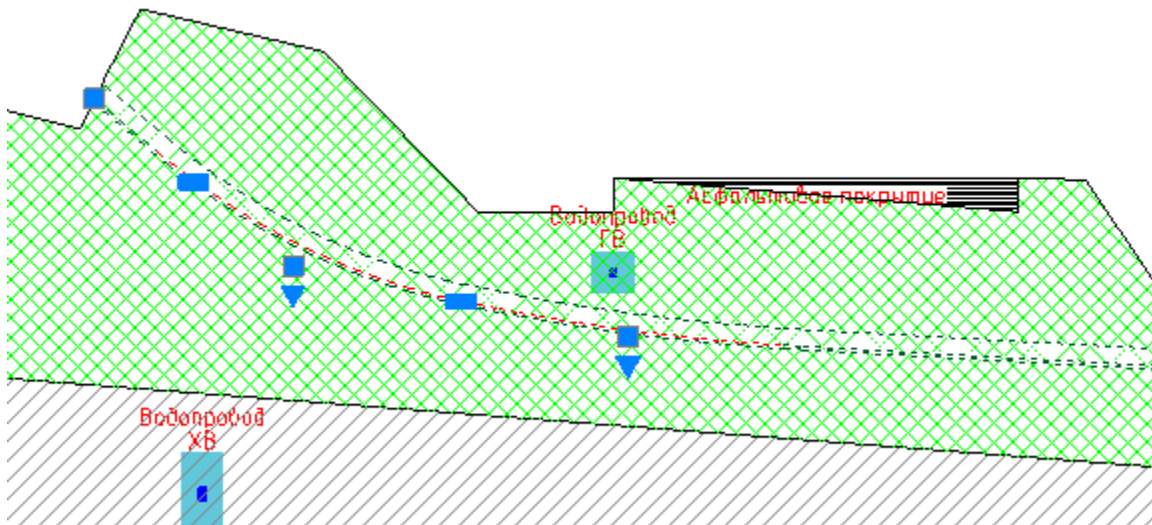 Асфальтовое покрытие
Водопровод
ГВ
Водопровод
ХВ